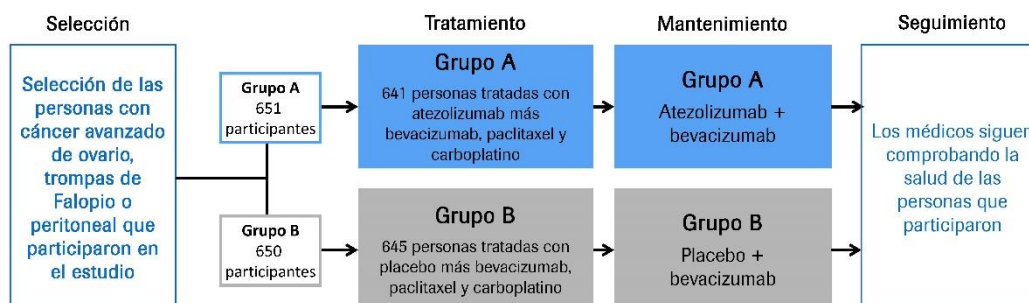 Selección
Tratamiento
Mantenimiento
Seguimiento
Selección de las
personas con
cáncer avanzado
de ovario,
trompas de
Falopio o
peritoneal que
participaron en
el estudio
Grupo A
651
participantes
Grupo B
650
participantes
Grupo A
641 personas tratadas con
atezolizumab más
bevacizumab, paclitaxel y
carboplatino
Grupo B
645 personas tratadas con
placebo más bevacizumab,
paclitaxel y carboplatino
Grupo A
Atezolizumab +
bevacizumab
Grupo B
Placebo +
bevacizumab
Los médicos siguen
comprobando la
salud de las
personas que
participaron